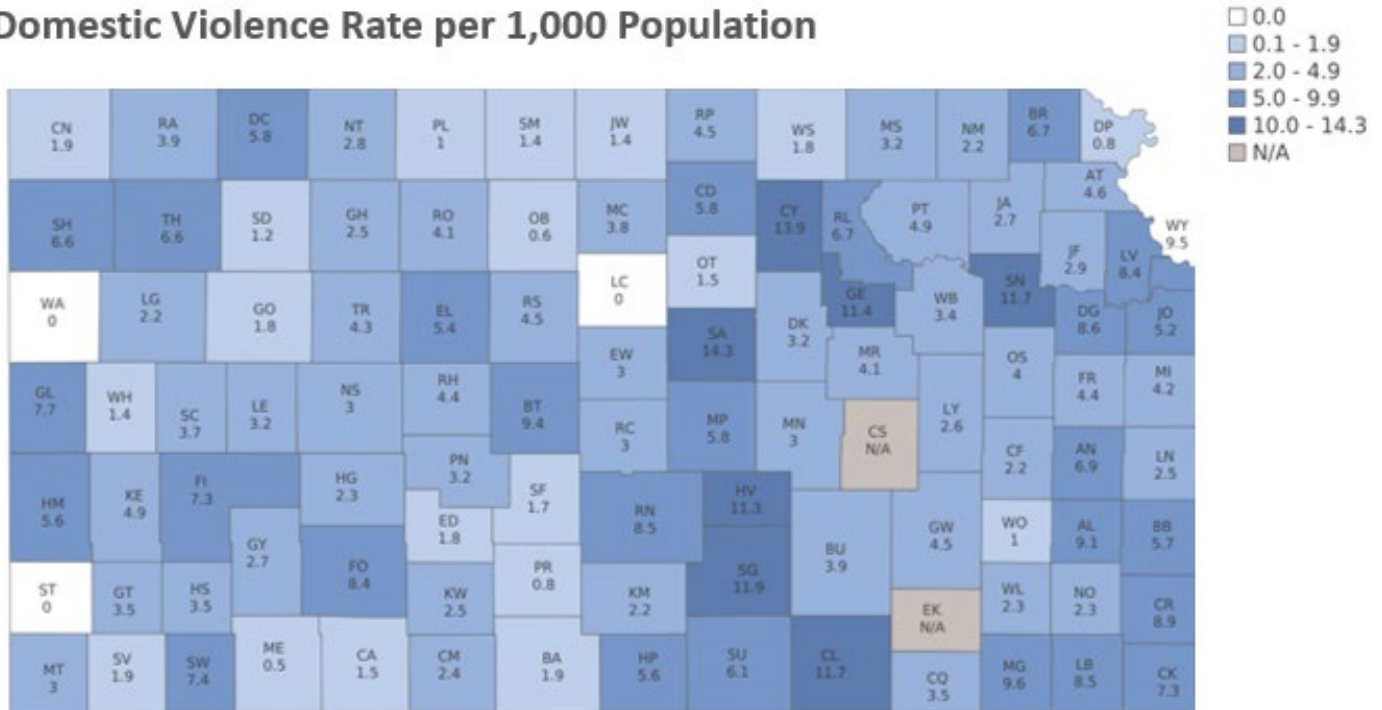 Domestic Violence Rate per 1,000 Population
0.0
0.1 - 1.9
2.0 - 4.9
5.0 - 9.9
10.0 - 14.3
N/A
CN
1.9
RA
3.9
DC
5.8
NT
2.8
PL
1
SM
1.4
JW
1.4
RP
4.5
WS
1.8
MS
3.2
NM
2.2
BR
6.7
DP
0.8
AT
4.6
SH
6.6
TH
6.6
SD
1.2
GH
2.5
RO
4.1
OB
0.6
MC
3.8
CD
5.8
CY
13.9
RL
6.7
PT
4.9
JA
2.7
JF
2.9
LV
8.4
WY
9.5
WA
0
LG
2.2
GO
1.8
TR
4.3
EL
5.4
RS
4.5
LC
0
OT
1.5
SA
14.3
DK
3.2
GE
11.4
WB
3.4
SN
11.7
DG
8.6
JO
5.2
EW
3
MR
4.1
OS
4
FR
4.4
MI
4.2
GL
7.7
WH
1.4
SC
3.7
LE
3.2
NS
3
RH
4.4
BT
9.4
RC
3
MP
5.8
MN
3
CS
N/A
LY
2.6
CF
2.2
AN
6.9
LN
2.5
HM
5.6
KE
4.9
FI
7.3
HG
2.3
PN
3.2
SF
1.7
RN
8.5
HV
11.3
ED
1.8
GY
2.7
FO
8.4
BU
3.9
GW
4.5
WO
1
AL
9.1
BB
5.7
ST
0
GT
3.5
HS
3.5
KW
2.5
PR
0.8
KM
2.2
SG
11.9
EK
N/A
WL
2.3
NO
2.3
CR
8.9
MT
3
SV
1.9
SW
7.4
ME
0.5
CA
1.5
CM
2.4
BA
1.9
HP
5.6
SU
6.1
CL
11.7
CQ
3.5
MG
9.6
LB
8.5
CK
7.3